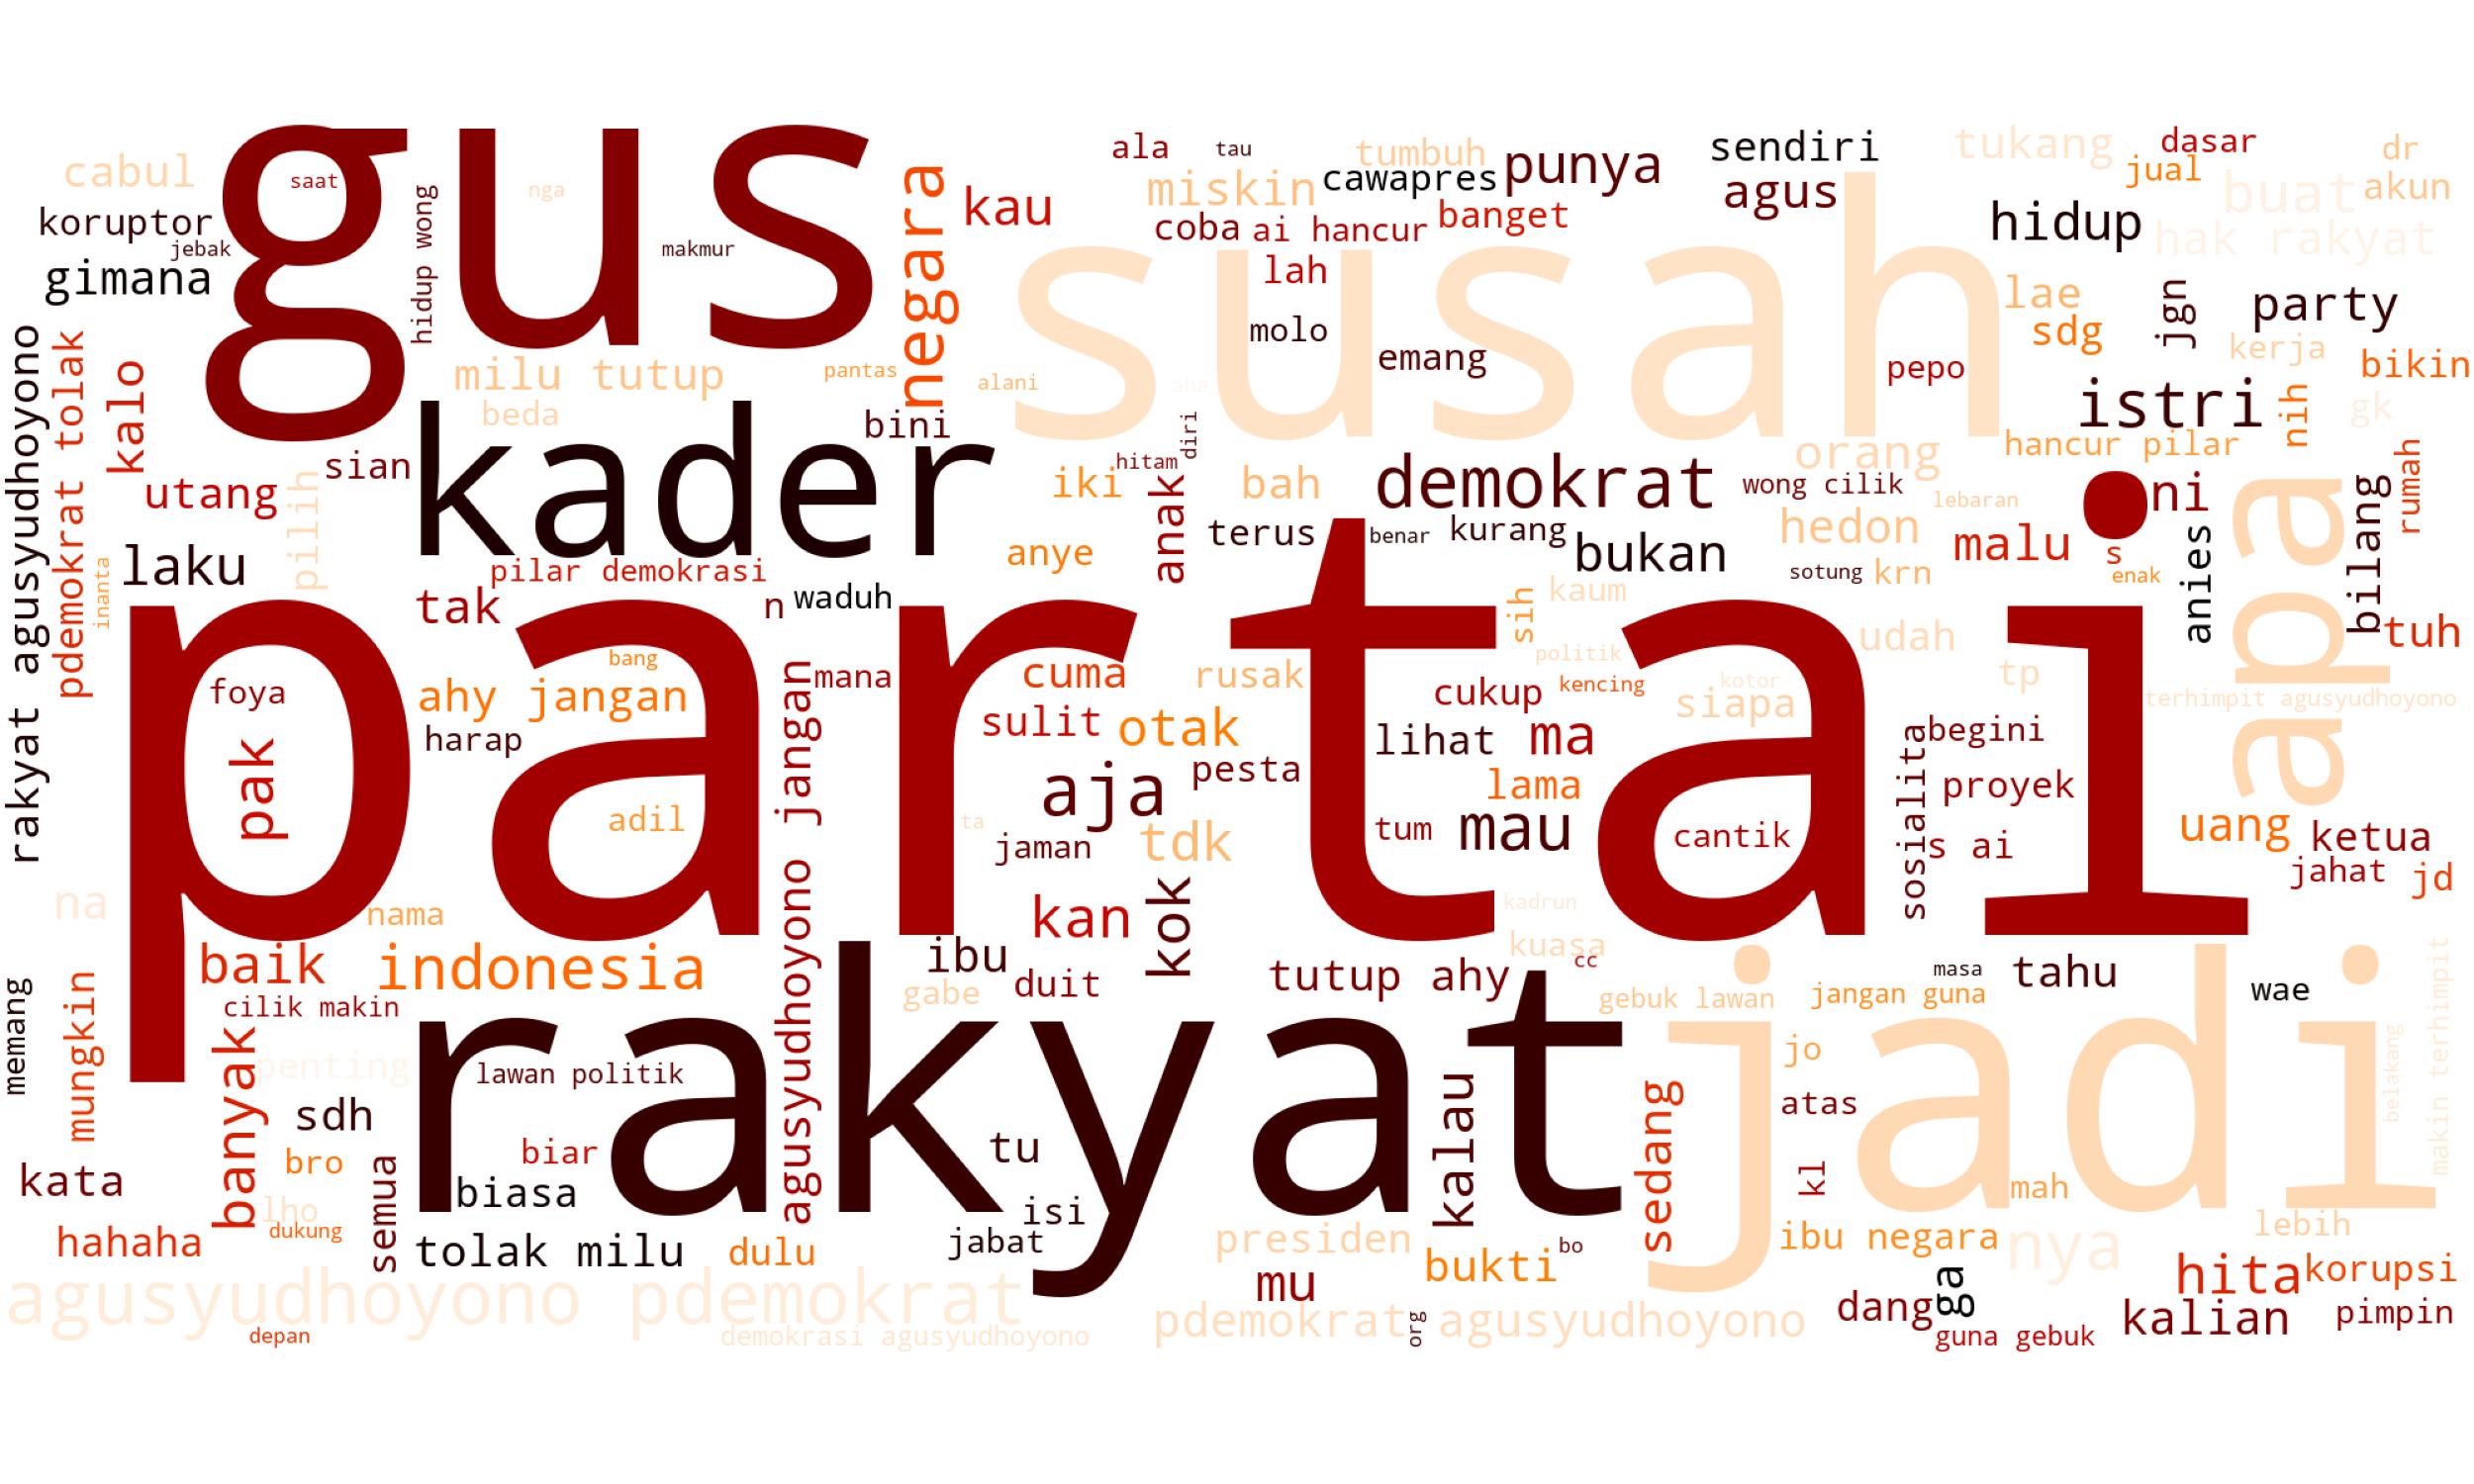 gus
susah
kader
partai
rakyat
jadi
apa
cabul
saat
koruptor
jebak
gimana
hidup wong
nga
makmur
negara
kau
ala
tau
tumbuh
miskin
cawapres
punya
sendiri
agus
tukang
dasar
jual
dr
akun
buat
hidup
hak rakyat
coba
ai hancur
banget
lah
molo
emang
pepo
lae
sdg
jgn
party
kerja
bikin
istri
nih
gk
hancur pilar
orang
rakyat agusyudhoyono
pdemokrat tolak
kalo
milu tutup
pantas
alani
aha
beda
bini
sian
utang
pilih
inanta
laku
pilar demokrasi
tak
n
waduh
iki
hitam
diri
anak
anye
bah
terus
demokrat
benar
kurang
bukan
wong cilik
lebaran
hedon
sotung
krn
malu
s
enak
ni
anies
bilang
rumah
tuh
foya
pak
bang
ahy jangan
harap
adil
agusyudhoyono jangan
mana
cuma
rusak
sulit
otak
sih
kaum
politik
kencing
kotor
cukup
siapa
udah
tp
terhimpit agusyudhoyono
lihat
ma
lama
aja
pesta
tum
mau
cantik
sosialita
begini
proyek
s ai
uang
ketua
jahat
jd
ta
jaman
tdk
kok
kan
kadrun
kuasa
na
nama
baik
indonesia
cilik makin
ibu
duit
gabe
tutup ahy
cc
gebuk lawan
jangan guna
masa
tahu
wae
memang
mungkin
banyak
penting
sdh
lawan politik
biar
biasa
bro
lho
dukung
semua
tu
isi
jabat
kalau
sedang
jo
atas
kl
mah
belakang
makin terhimpit
kata
hahaha
tolak milu
dulu
presiden
bukti
bo
mu
ibu negara
nya
lebih
ga
hita
korupsi
agusyudhoyono pdemokrat
depan
demokrasi agusyudhoyono
pdemokrat agusyudhoyono
org
dang
guna gebuk
kalian
pimpin